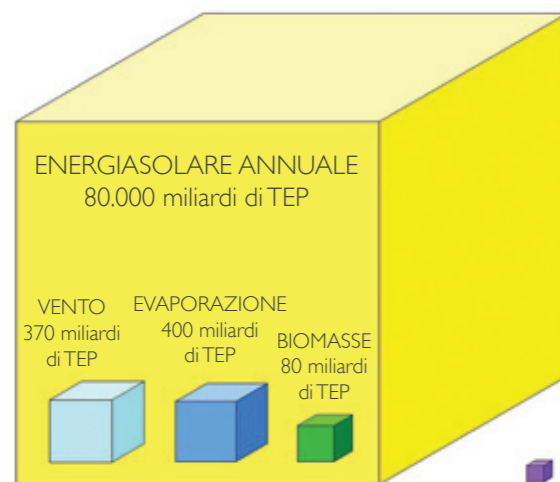 ENERGIASOLARE ANNUALE
80.000 miliardi di TEP
VENTO
370 miliardi
di TEP
EVAPORAZIONE
400 miliardi
di TEP
BIOMASSE
80 miliardi
di TEP